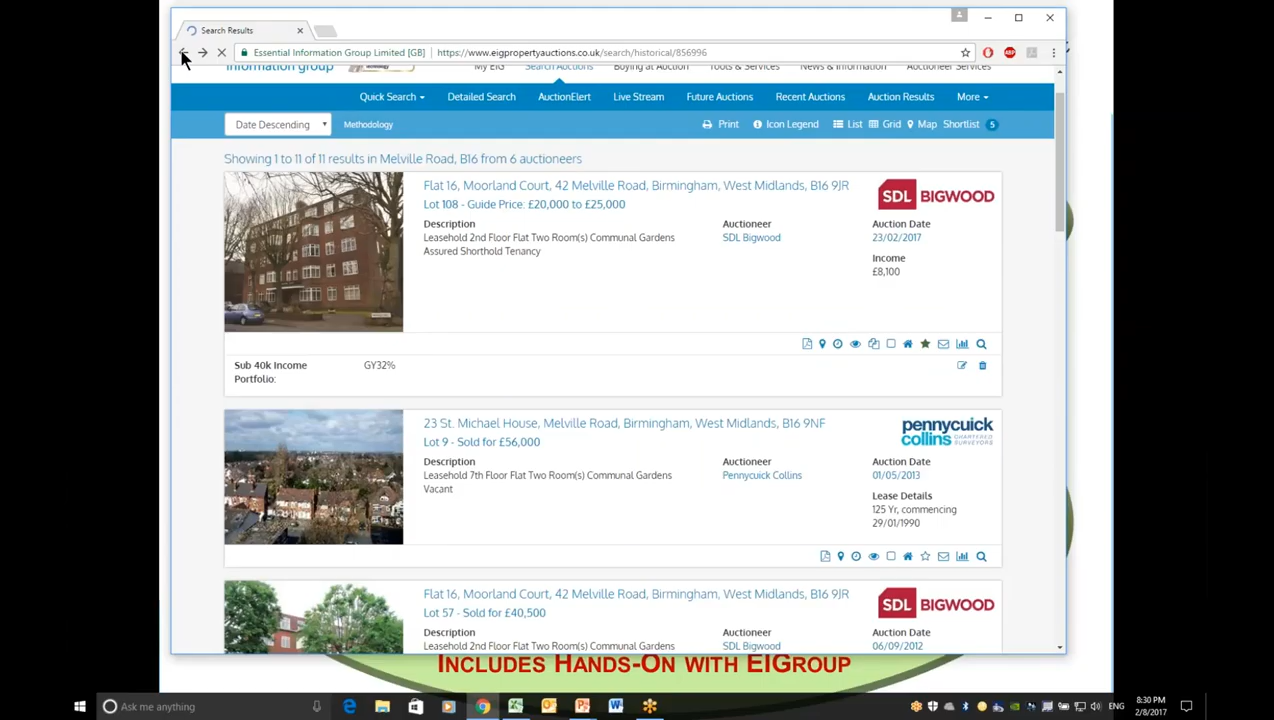 Search Results
Essential Information Group Limited [GB] https://www.eigpropertyauctions.co.uk/search/historical/856996
information group My EIG Search Auctions Buying at Auction Tools & Services News & Information Auctioneer Services
Quick Search Detailed Search AuctionAlert Live Stream Future Auctions Recent Auctions Auction Results More
Date Descending Methodology Print Icon Legend List Grid Map Shortlist 5
Showing 1 to 11 of 11 results in Melville Road, B16 from 6 auctioneers
Flat 16, Moorland Court, 42 Melville Road, Birmingham, West Midlands, B16 9JR
SDL BIGWOOD
Lot 108 - Guide Price: £20,000 to £25,000
Description Auctioneer Auction Date
Leasehold 2nd Floor Flat Two Room(s) Communal Gardens SDL Bigwood 23/02/2017
Assured Shorthold Tenancy
Income
£8,100
Sub 40k Income GY32%
Portfolio:
23 St. Michael House, Melville Road, Birmingham, West Midlands, B16 9NF
pennycuick
collins CHARTERED
SURVEYORS
Lot 9 - Sold for £56,000
Description Auctioneer Auction Date
Leasehold 7th Floor Flat Two Room(s) Communal Gardens Pennycuick Collins 01/05/2013
Vacant
Lease Details
125 Yr, commencing
29/01/1990
Flat 16, Moorland Court, 42 Melville Road, Birmingham, West Midlands, B16 9JR
SDL BIGWOOD
Lot 57 - Sold for £40,500
Description Auctioneer Auction Date
Leasehold 2nd Floor Flat Two Room(s) Communal Gardens SDL Bigwood 06/09/2012
INCLUDES HANDS-ON WITH EIGROUP
Ask me anything
ENG
8:30 PM
2/8/2017